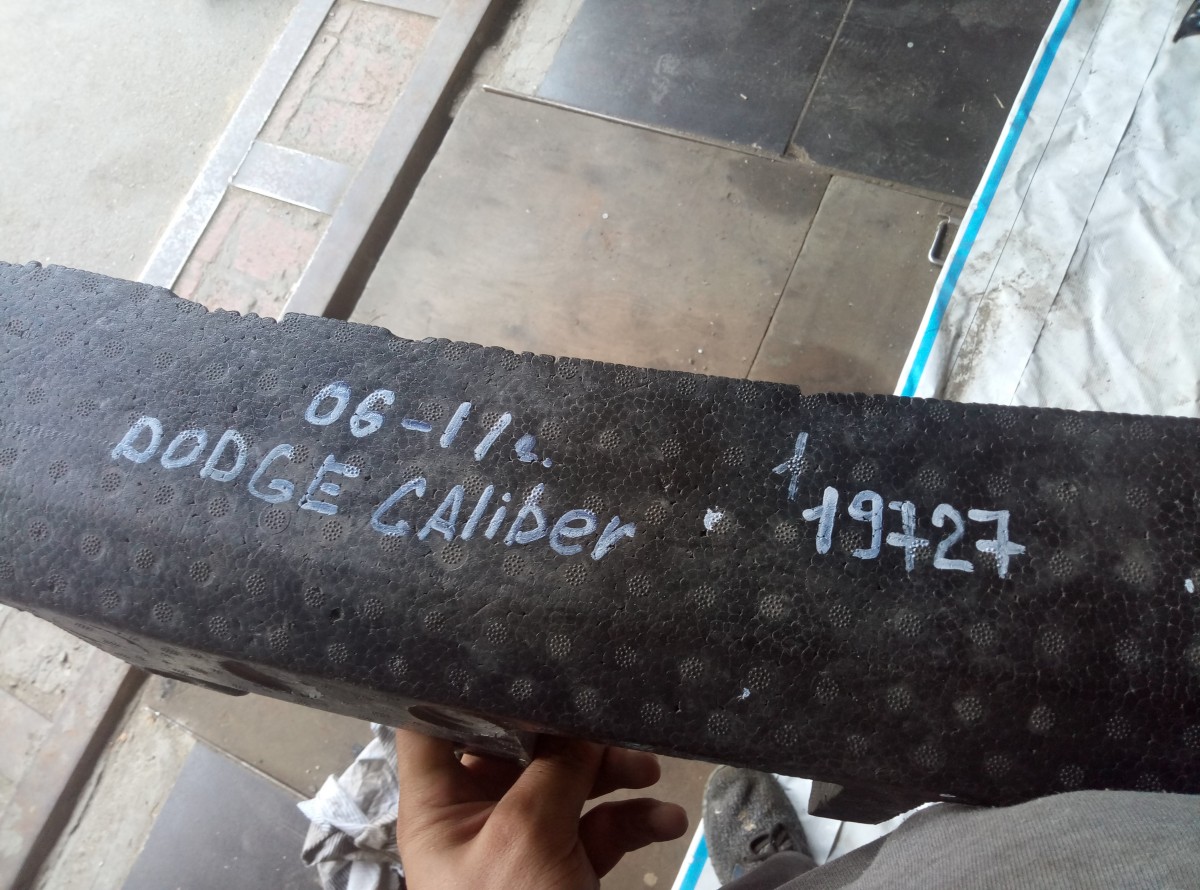 06-11г.
DODGE CAliber
1
19727